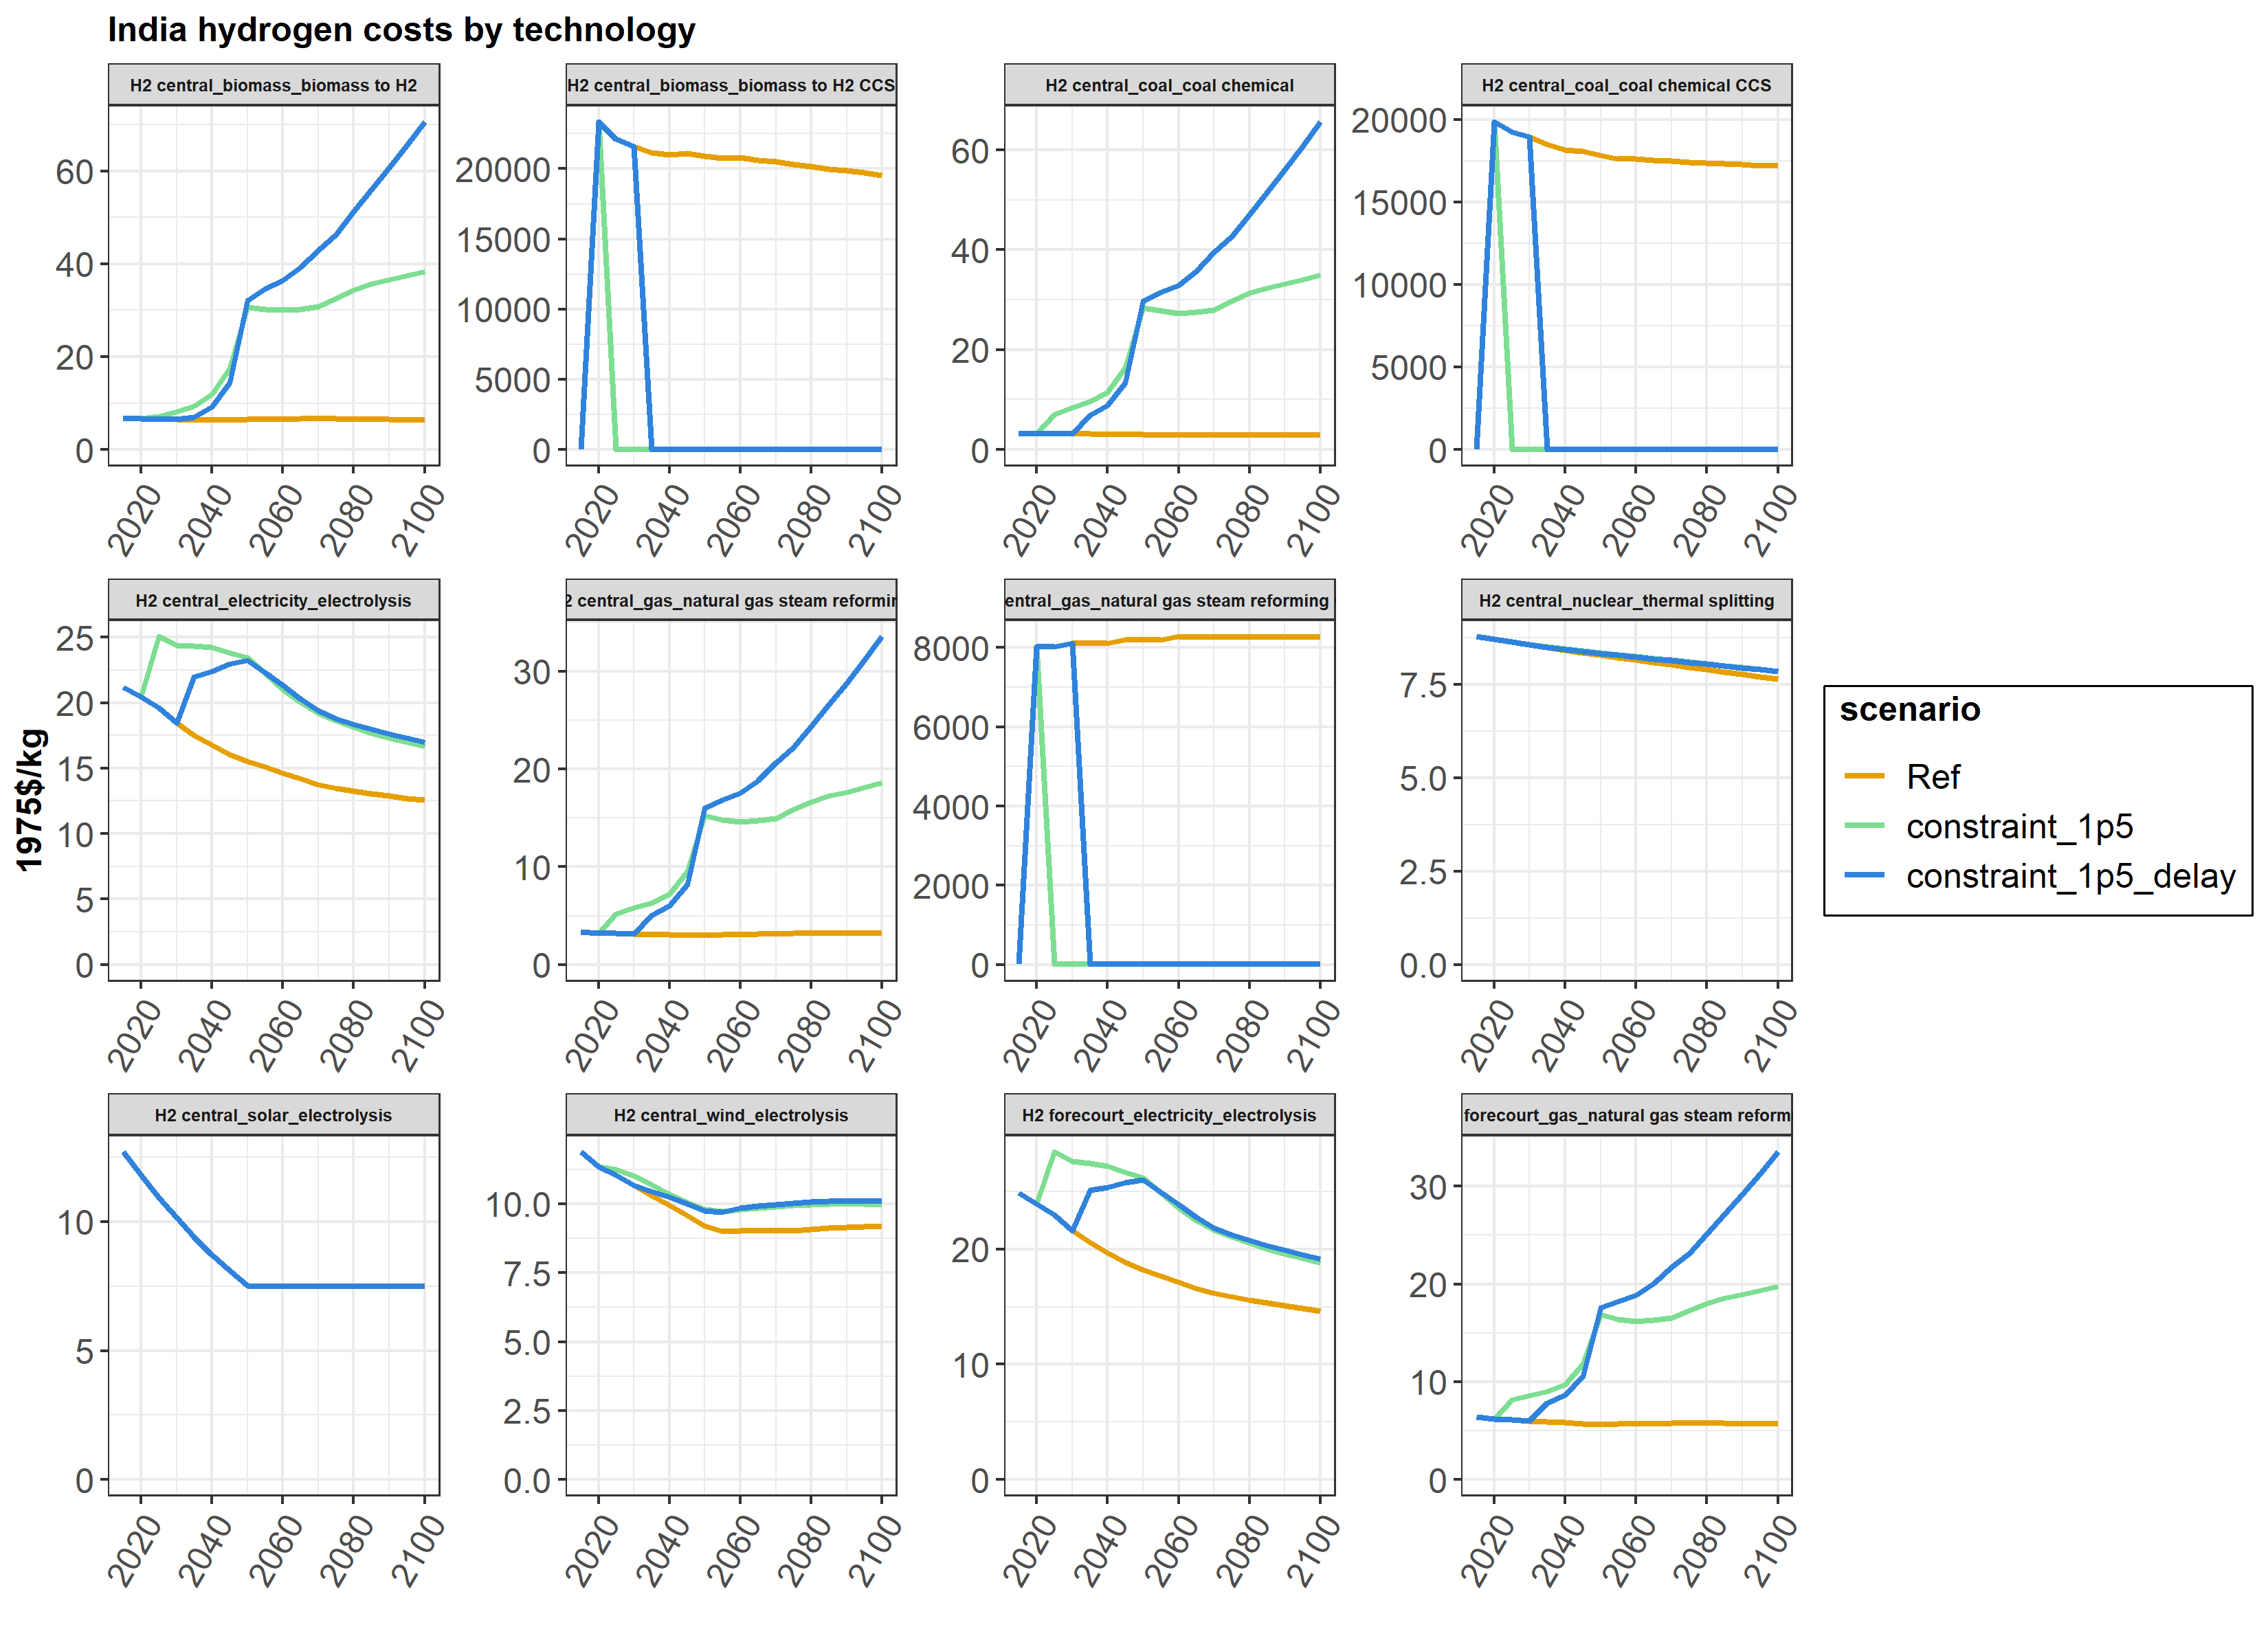 India hydrogen costs by technology
H2 central_biomass_biomass to H2
H2 central_biomass_biomass to H2 CCS
H2 central_coal_coal chemical
H2 central_coal_coal chemical CCS
60
40
20
0
20000
15000
10000
5000
0
60
40
20
0
20000
15000
10000
5000
0
2020 2040 2060 2080 2100
2020 2040 2060 2080 2100
2020 2040 2060 2080 2100
2020 2040 2060 2080 2100
1975$/kg
H2 central_electricity_electrolysis
2 central_gas_natural gas steam reformin
entral_gas_natural gas steam reforming
H2 central_nuclear_thermal splitting
25
20
15
10
5
0
30
20
10
0
8000
6000
4000
2000
0
7.5
5.0
2.5
0.0
2020 2040 2060 2080 2100
2020 2040 2060 2080 2100
2020 2040 2060 2080 2100
2020 2040 2060 2080 2100
H2 central_solar_electrolysis
H2 central_wind_electrolysis
H2 forecourt_electricity_electrolysis
forecourt_gas_natural gas steam reform
10
5
0
10.0
7.5
5.0
2.5
0.0
20
10
0
30
20
10
0
2020 2040 2060 2080 2100
2020 2040 2060 2080 2100
2020 2040 2060 2080 2100
2020 2040 2060 2080 2100
scenario
Ref
constraint_1p5
constraint_1p5_delay